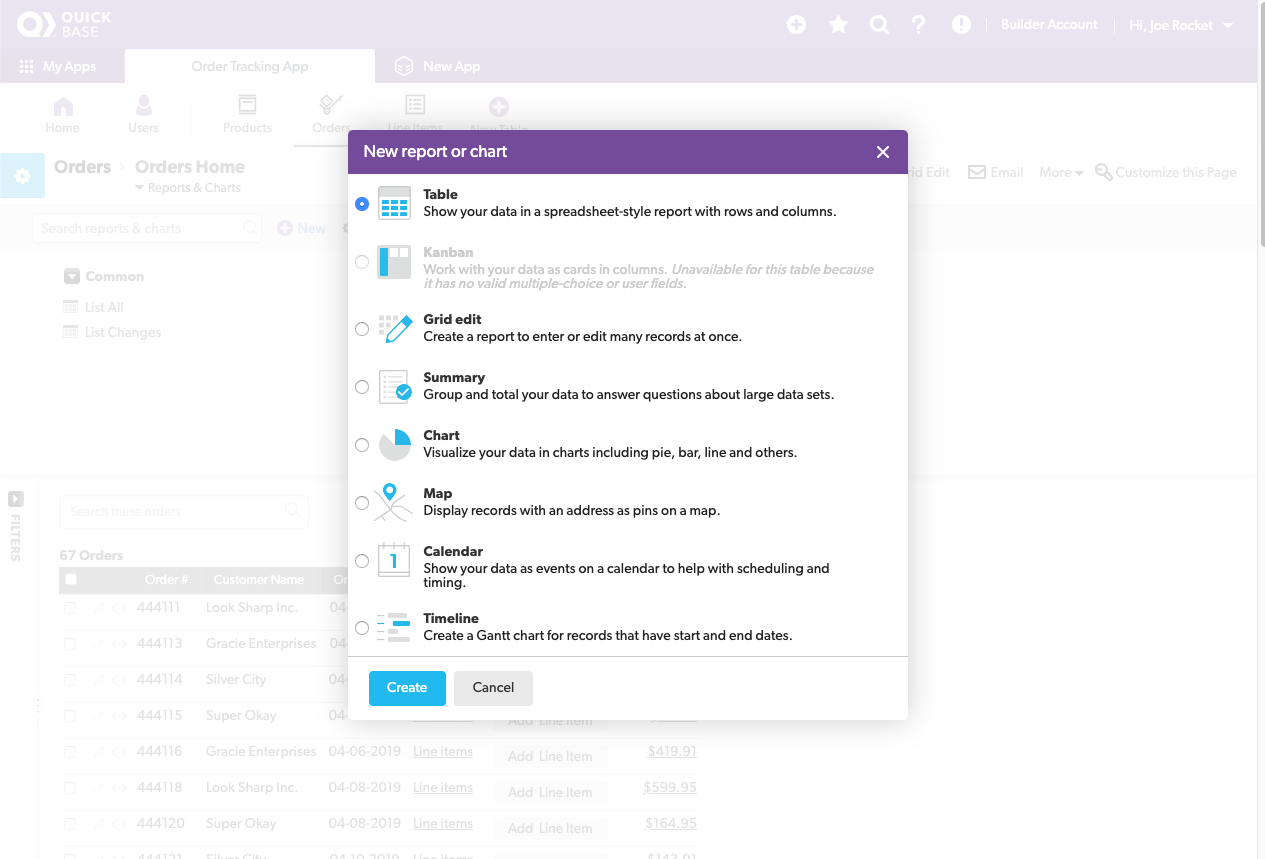 QUICK
BASE
Builder Account
Hi, Joe Rocket
My Apps
Order Tracking App
New App
Home
Users
Products
Orders
Line Items
New Table
Orders > Orders Home
Reports & Charts
Email
More
Customize this Page
Search reports & charts
New
Common
List All
List Changes
New report or chart
Table
Show your data in a spreadsheet-style report with rows and columns.
Kanban
Work with your data as cards in columns. Unavailable for this table because
it has no valid multiple-choice or user fields.
Grid edit
Create a report to enter or edit many records at once.
Summary
Group and total your data to answer questions about large data sets.
Chart
Visualize your data in charts including pie, bar, line and others.
Map
Display records with an address as pins on a map.
1
Calendar
Show your data as events on a calendar to help with scheduling and
timing.
Timeline
Create a Gantt chart for records that have start and end dates.
Create
Cancel
FILTERS
Search these orders
67 Orders
Order # Customer Name
444111 Look Sharp Inc.
444113 Gracie Enterprises
444114 Silver City
444115 Super Okay Add Line Item
444116 Gracie Enterprises 04-06-2019 Line items Add Line Item $419.91
444118 Look Sharp Inc. 04-08-2019 Line items Add Line Item $599.95
444120 Super Okay 04-08-2019 Line items Add Line Item $164.95
444121 Silver City 04-10-2019 Line items $143.91